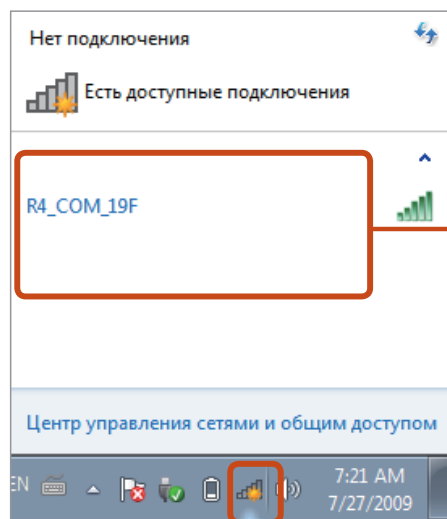 Нет подключения
Есть доступные подключения
R4_COM_19F
Центр управления сетями и общим доступом
EN
7:21 AM
7/27/2009